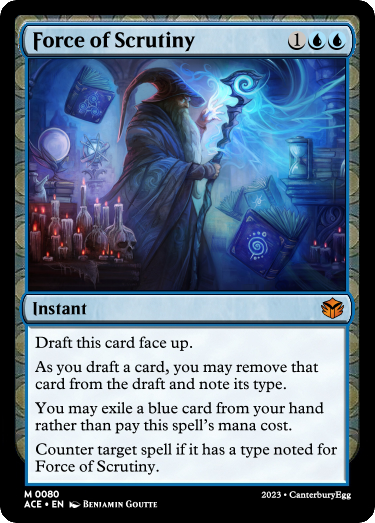 Force of Scrutiny 1
Instant
Draft this card face up.
As you draft a card, you may remove that
card from the draft and note its type.
You may exile a blue card from your hand
rather than pay this spell's mana cost.
Counter target spell if it has a type noted for
Force of Scrutiny.
M 0080
ACE • EN Benjamin Goutte
2023 • CanterburyEgg